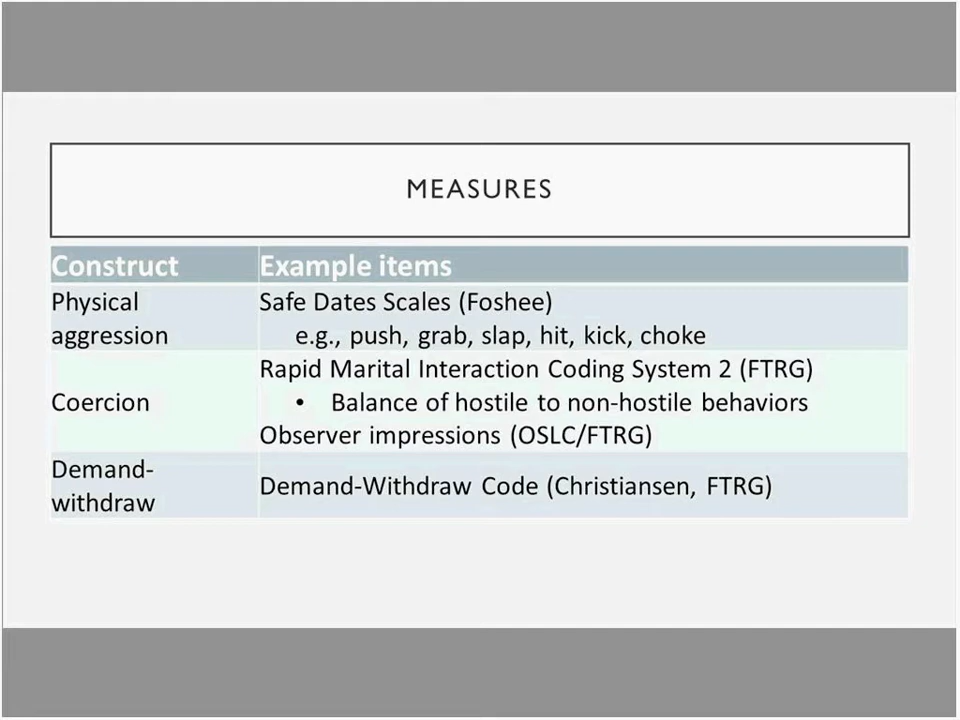 MEASURES
Construct Example items
Physical aggression
Safe Dates Scales (Foshee)
e.g., push, grab, slap, hit, kick, choke
Coercion
Rapid Marital Interaction Coding System 2 (FTRG)
• Balance of hostile to non-hostile behaviors
Observer impressions (OSLC/FTRG)
Demand-
withdraw
Demand-Withdraw Code (Christiansen, FTRG)